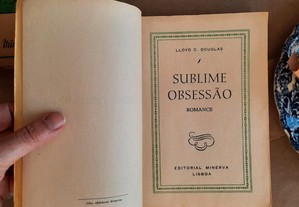 LLOYD C. DOUGLAS
SUBLIME
OBSESSÃO
ROMANCE
EDITORIAL MINERVA
LISBOA